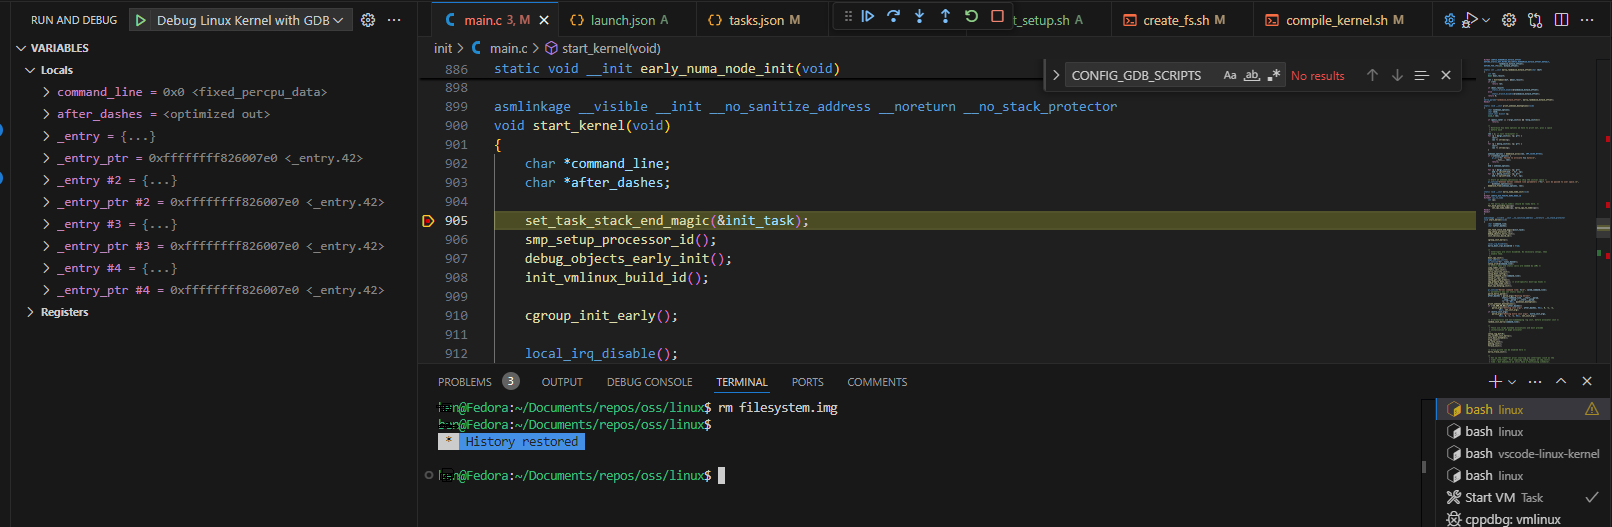 RUN AND DEBUG
Debug Linux Kernel with GDB
main.c 3, M
launch.json M
tasks.json M
t_setup.sh M
create_fs.sh M
compile_kernel.sh M
VARIABLES
Locals
command_line = 0x0 <fixed_percpu_data>
after_dashes = <optimized out>
_entry = {...}
_entry_ptr = 0xffffffff826007e0 <_entry.42>
_entry #2 = {...}
_entry_ptr #2 = 0xffffffff826007e0 <_entry.42>
_entry #3 = {...}
_entry_ptr #3 = 0xffffffff826007e0 <_entry.42>
_entry #4 = {...}
_entry_ptr #4 = 0xffffffff826007e0 <_entry.42>
Registers
init > C main.c > start_kernel(void)
CONFIG_GDB_SCRIPTS Aa ab .* No results
886 static void __init early_numa_node_init(void)
898
899 asmlinkage __visible __init __no_sanitize_address __noreturn __no_stack_protector
900 void start_kernel(void)
901 {
902 char *command_line;
903 char *after_dashes;
904
905 set_task_stack_end_magic(&init_task);
906 smp_setup_processor_id();
907 debug_objects_early_init();
908 init_vmlinux_build_id();
909
910 cgroup_init_early();
911
912 local_irq_disable();
PROBLEMS 3 OUTPUT DEBUG CONSOLE TERMINAL PORTS COMMENTS
@Fedora:~/Documents/repos/oss/linux$ rm filesystem.img
@Fedora:~/Documents/repos/oss/linux$
* History restored
@Fedora:~/Documents/repos/oss/linux$
bash linux
bash linux
bash vscode-linux-kernel
bash linux
Start VM Task
cppdbg: vmlinux